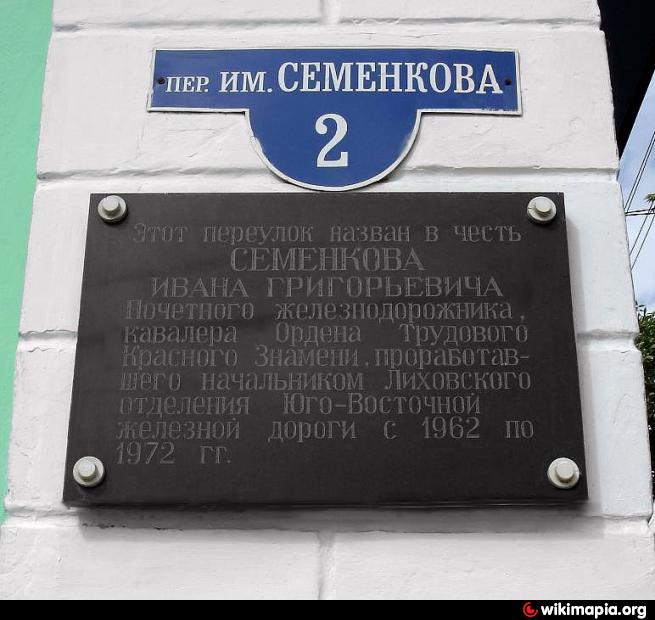 ПЕР. ИМ. СЕМЕНКОВА
2
Этот переулок назван в честь
СЕМЕНКОВА
ИВАНА ГРИГОРЬЕВИЧА
Почетного железнодорожника,
кавалера Ордена Трудового
Красного Знамени, проработав-
шего начальником Лиховского
отделения Юго-Восточной
железной дороги с 1962 по
1972 гг.
wikimapia.org